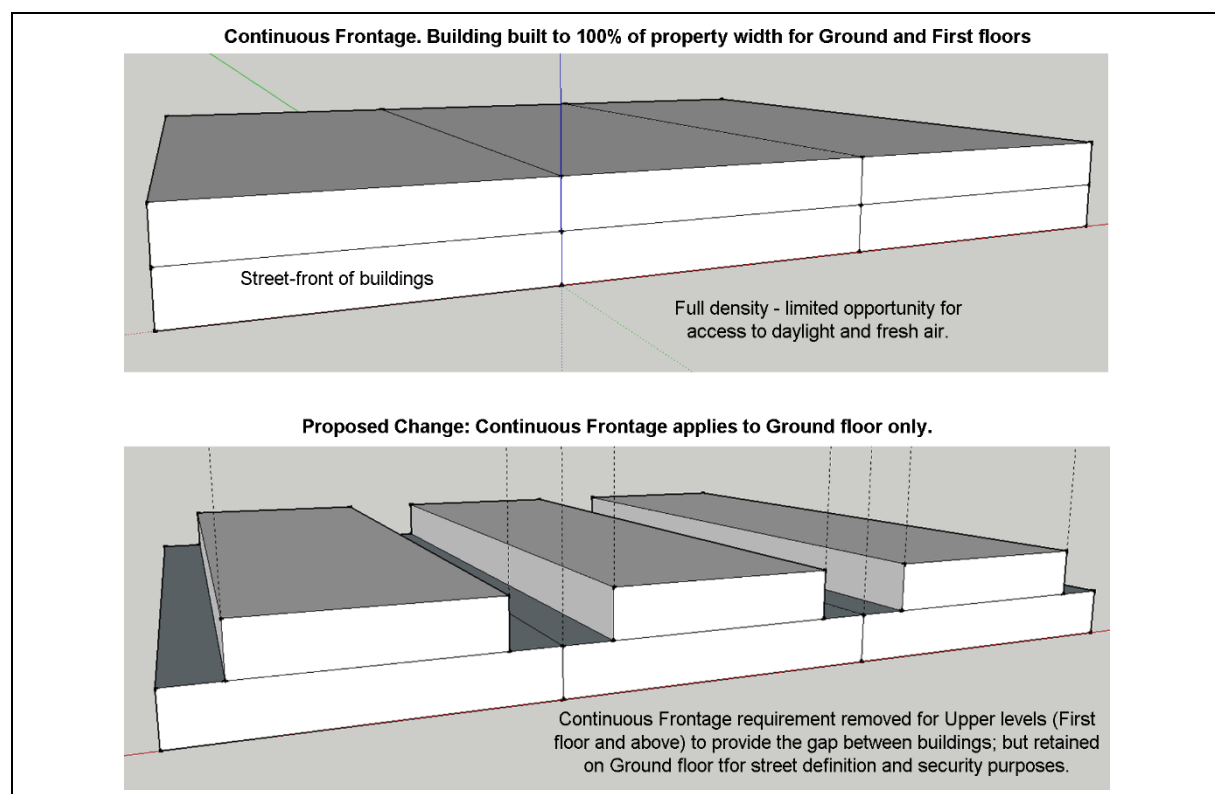 Continuous Frontage. Building built to 100% of property width for Ground and First floors
Street-front of buildings
Full density - limited opportunity for
access to daylight and fresh air.
Proposed Change: Continuous Frontage applies to Ground floor only.
Continuous Frontage requirement removed for Upper levels (First
floor and above) to provide the gap between buildings; but retained
on Ground floor tfor street definition and security purposes.